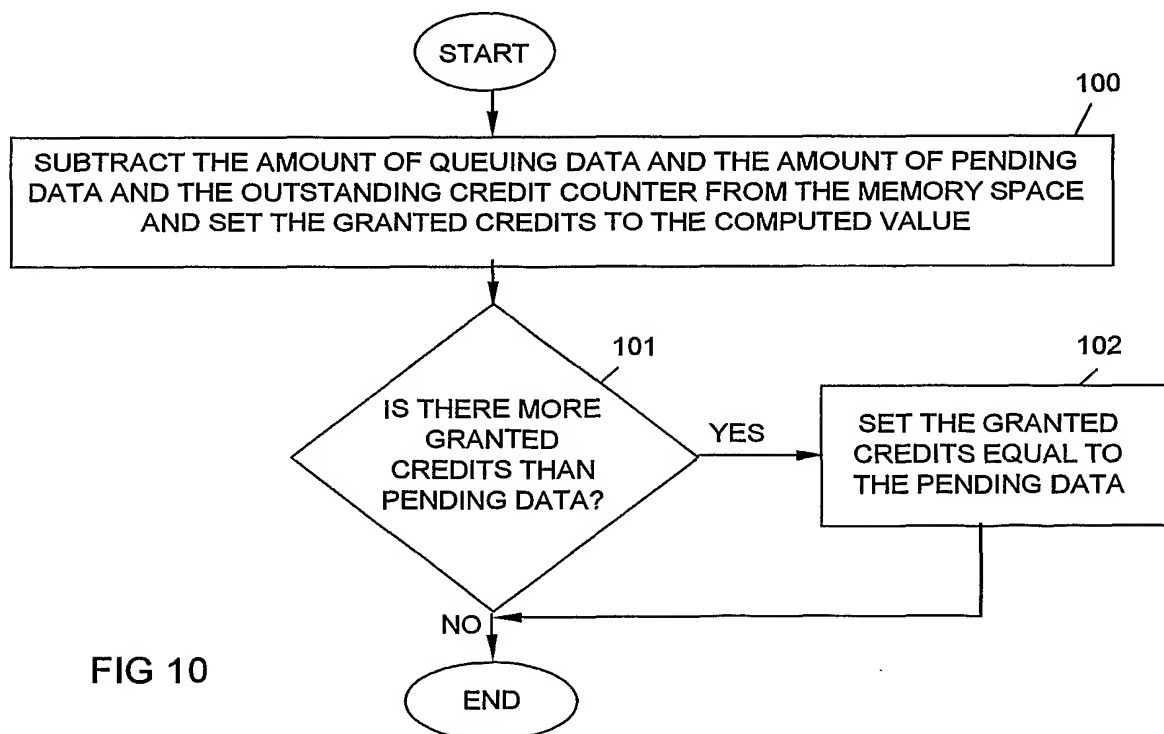 START
100
SUBTRACT THE AMOUNT OF QUEUING DATA AND THE AMOUNT OF PENDING
DATA AND THE OUTSTANDING CREDIT COUNTER FROM THE MEMORY SPACE
AND SET THE GRANTED CREDITS TO THE COMPUTED VALUE
101
IS THERE MORE
GRANTED
CREDITS THAN
PENDING DATA?
YES
102
SET THE GRANTED
CREDITS EQUAL TO
THE PENDING DATA
NO
END
FIG 10